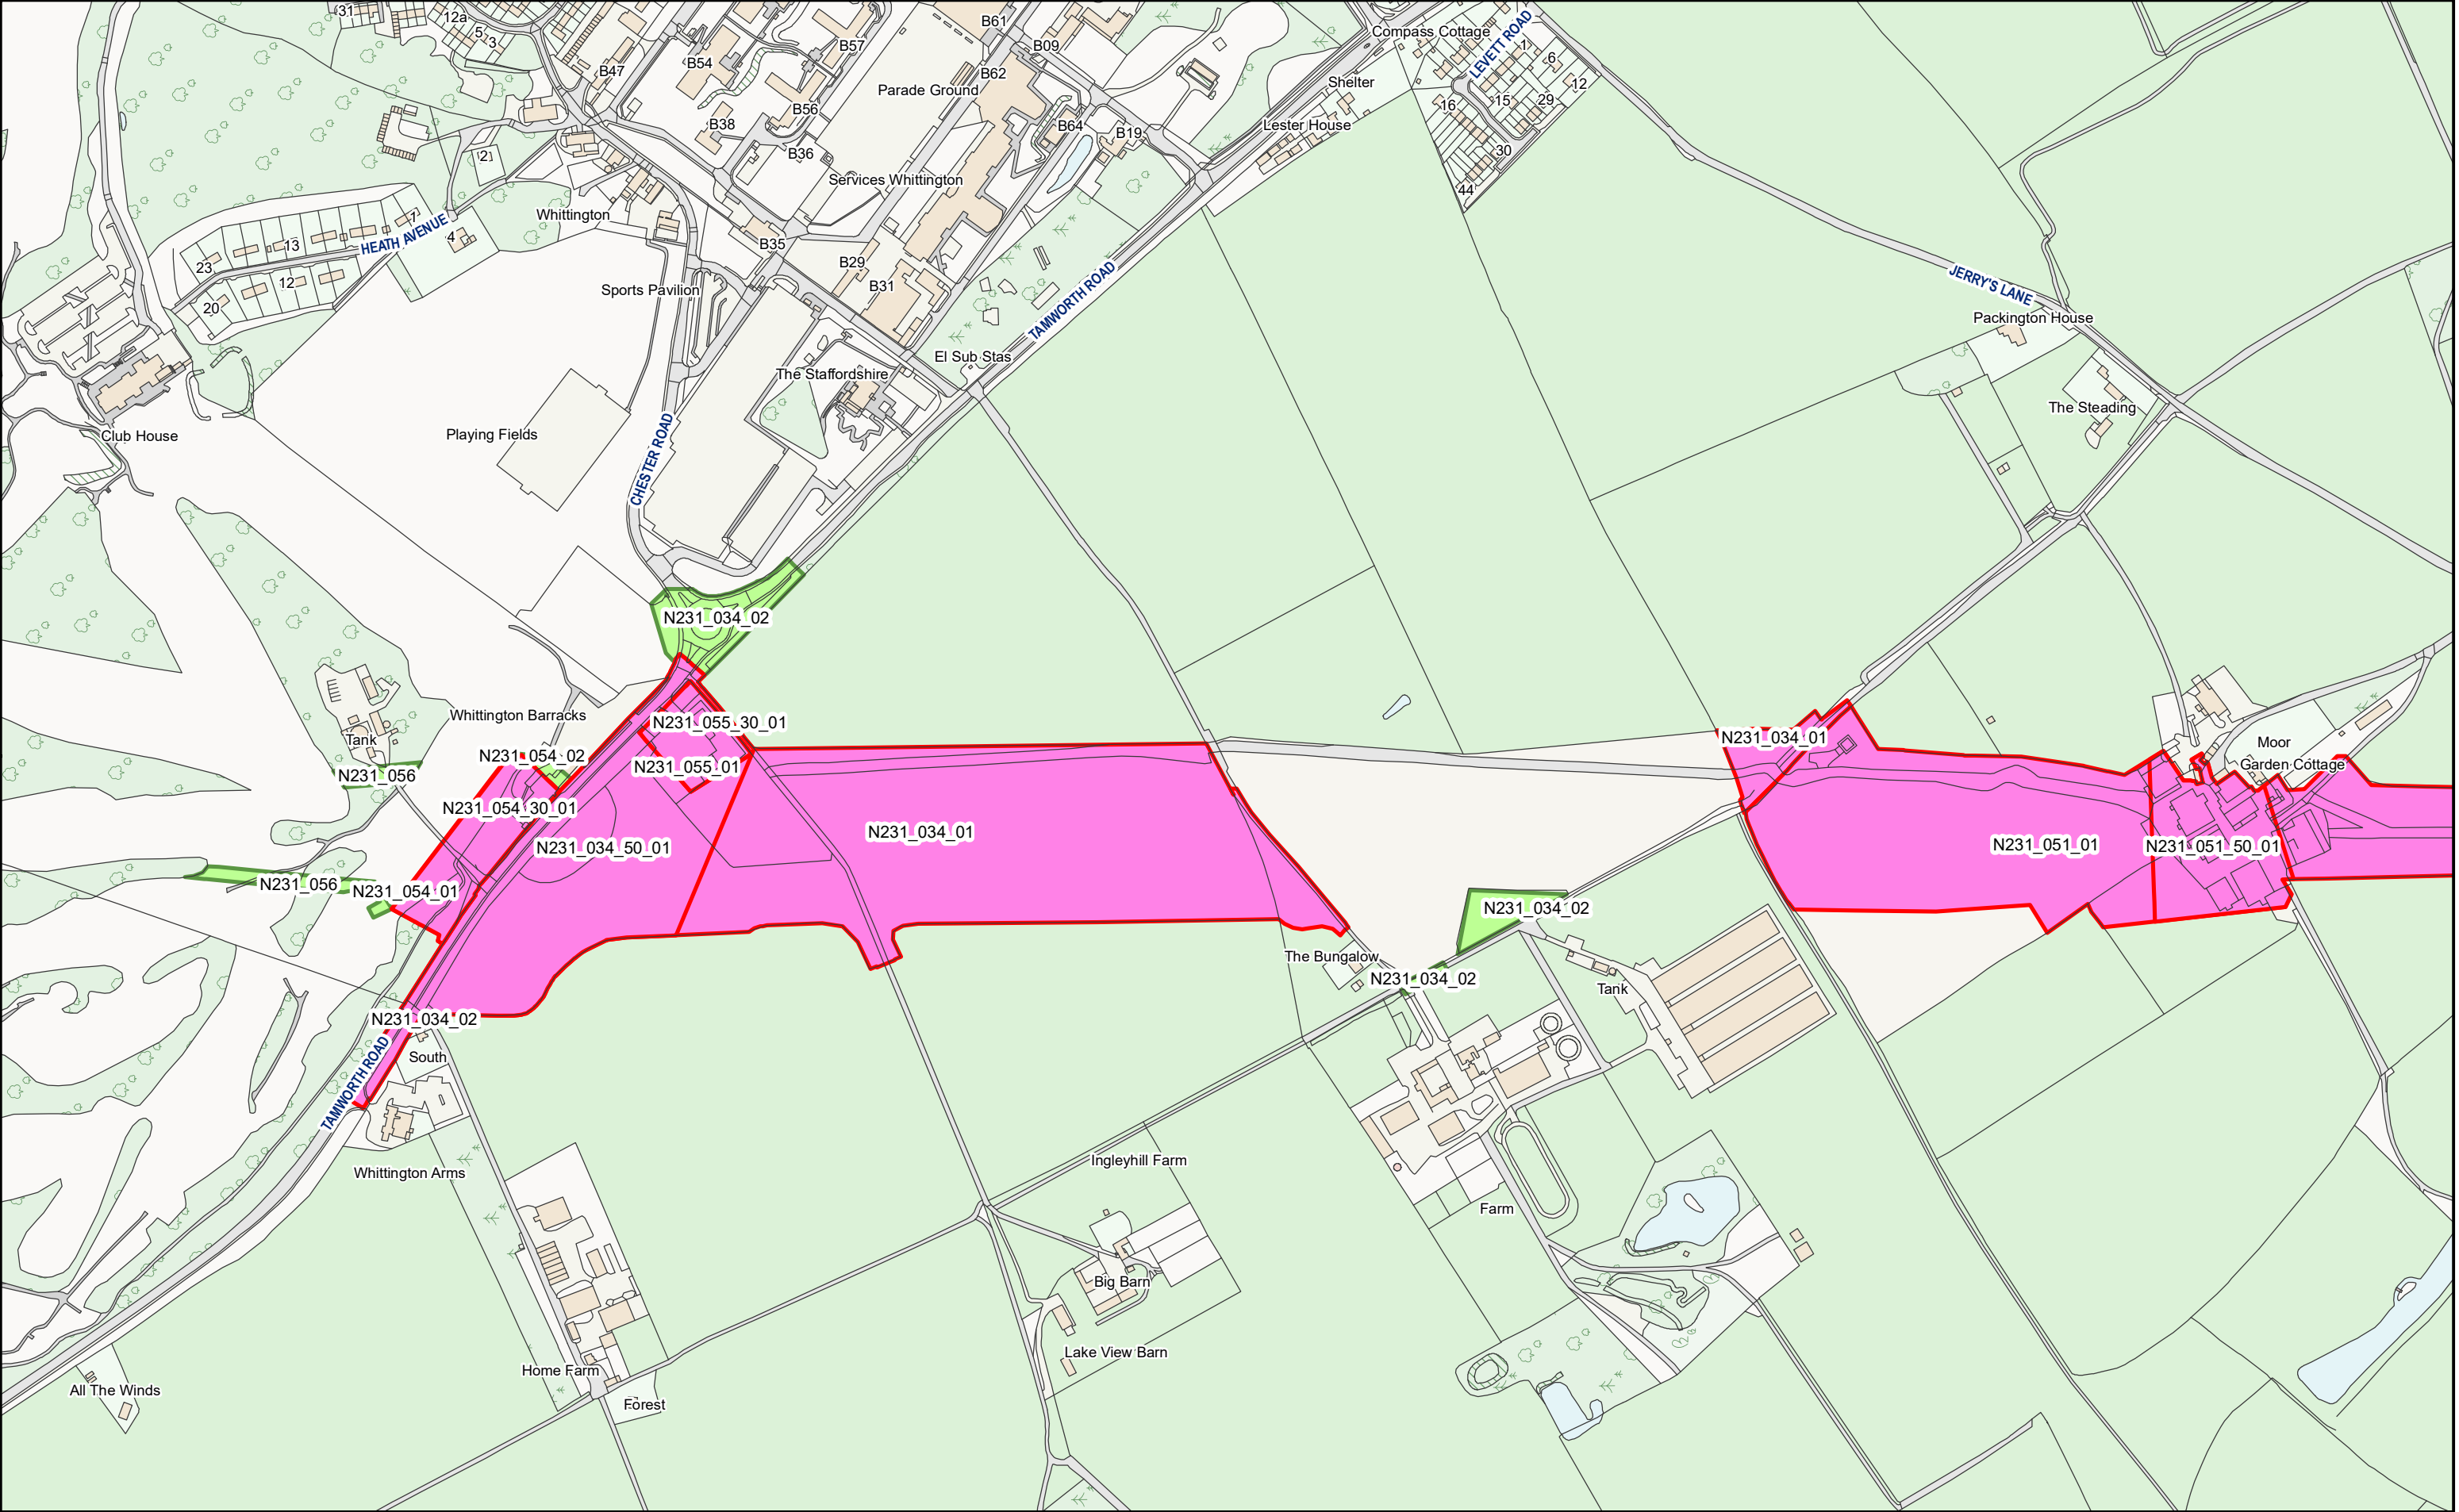 31
12a
5
3
B47
B54
B57
B61
B09
B62
Compass Cottage
LEVETT ROAD
1
6
12
Parade Ground
Shelter
B56
B38
B36
B64
B19
Lester House
16
15
29
30
44
21
Services Whittington
Whittington
7
HEATH AVENUE
4
13
23
12
20
B35
B29
B31
Sports Pavilion
TAMWORTH ROAD
JERRY'S LANE
Packington House
El Sub Stas
The Staffordshire
The Steading
Club House
Playing Fields
CHESTER ROAD
N231_034_02
Whittington Barracks
N231_055_30_01
Tank
N231_054_02
N231_055_01
N231_056
N231_034_01
Moor
Garden Cottage
N231_054_30_01
N231_034_50_01
N231_034_01
N231_051_01
N231_051_50_01
N231_056
N231_054_01
N231_034_02
The Bungalow
N231_034_02
Tank
N231_034_02
South
TAMWORTH ROAD
Whittington Arms
Ingleyhill Farm
Farm
Big Barn
Lake View Barn
Home Farm
All The Winds
Forest